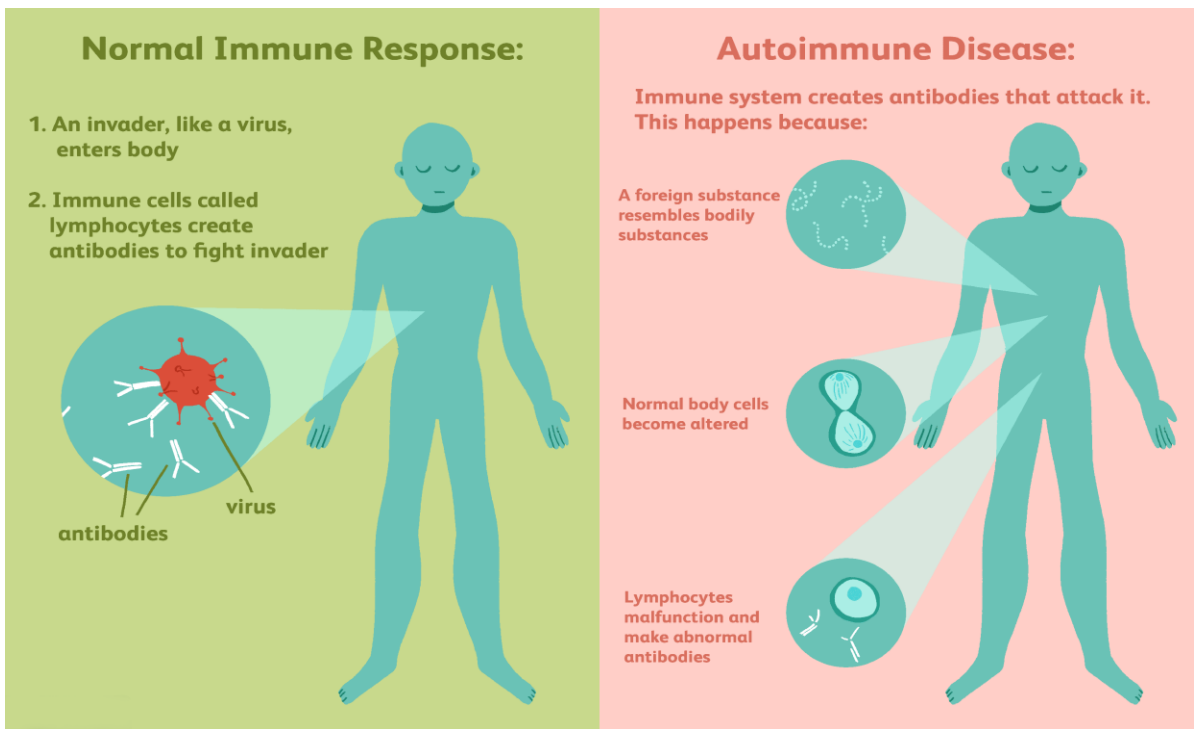 Normal Immune Response:
1. An invader, like a virus,
enters body
2. Immune cells called
lymphocytes create
antibodies to fight invader
virus
antibodies
Autoimmune Disease:
Immune system creates antibodies that attack it.
This happens because:
A foreign substance
resembles bodily
substances
Normal body cells
become altered
Lymphocytes
malfunction and
make abnormal
antibodies